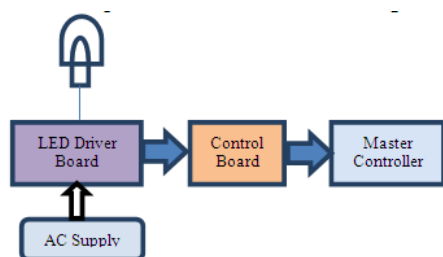 LED Driver
Board
Control
Board
Master
Controller
AC Supply